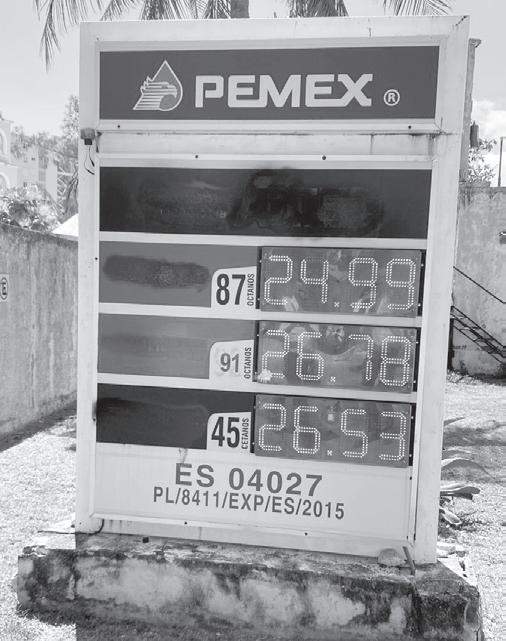 PEMEX ®
87 OCTANOS 24.99
91 OCTANOS 26.78
45 CETANOS 26.53
ES 04027
PL/8411/EXP/ES/2015